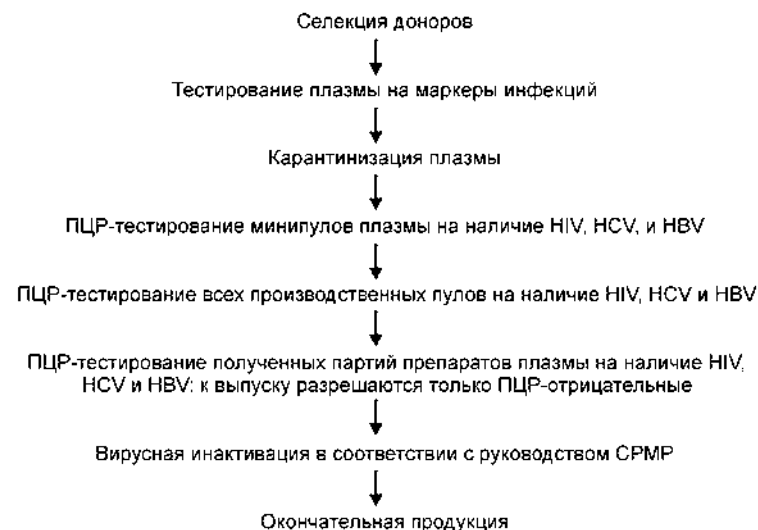 Селекция доноров
Тестирование плазмы на маркеры инфекций
Карантинизация плазмы
ПЦР-тестирование минипулов плазмы на наличие HIV, HCV, и HBV
ПЦР-тестирование всех производственных пулов на наличие HIV, HCV и HBV
ПЦР-тестирование полученных партий препаратов плазмы на наличие HIV,
HCV и HBV: к выпуску разрешаются только ПЦР-отрицательные
Вирусная инактивация в соответствии с руководством CPMP
Окончательная продукция